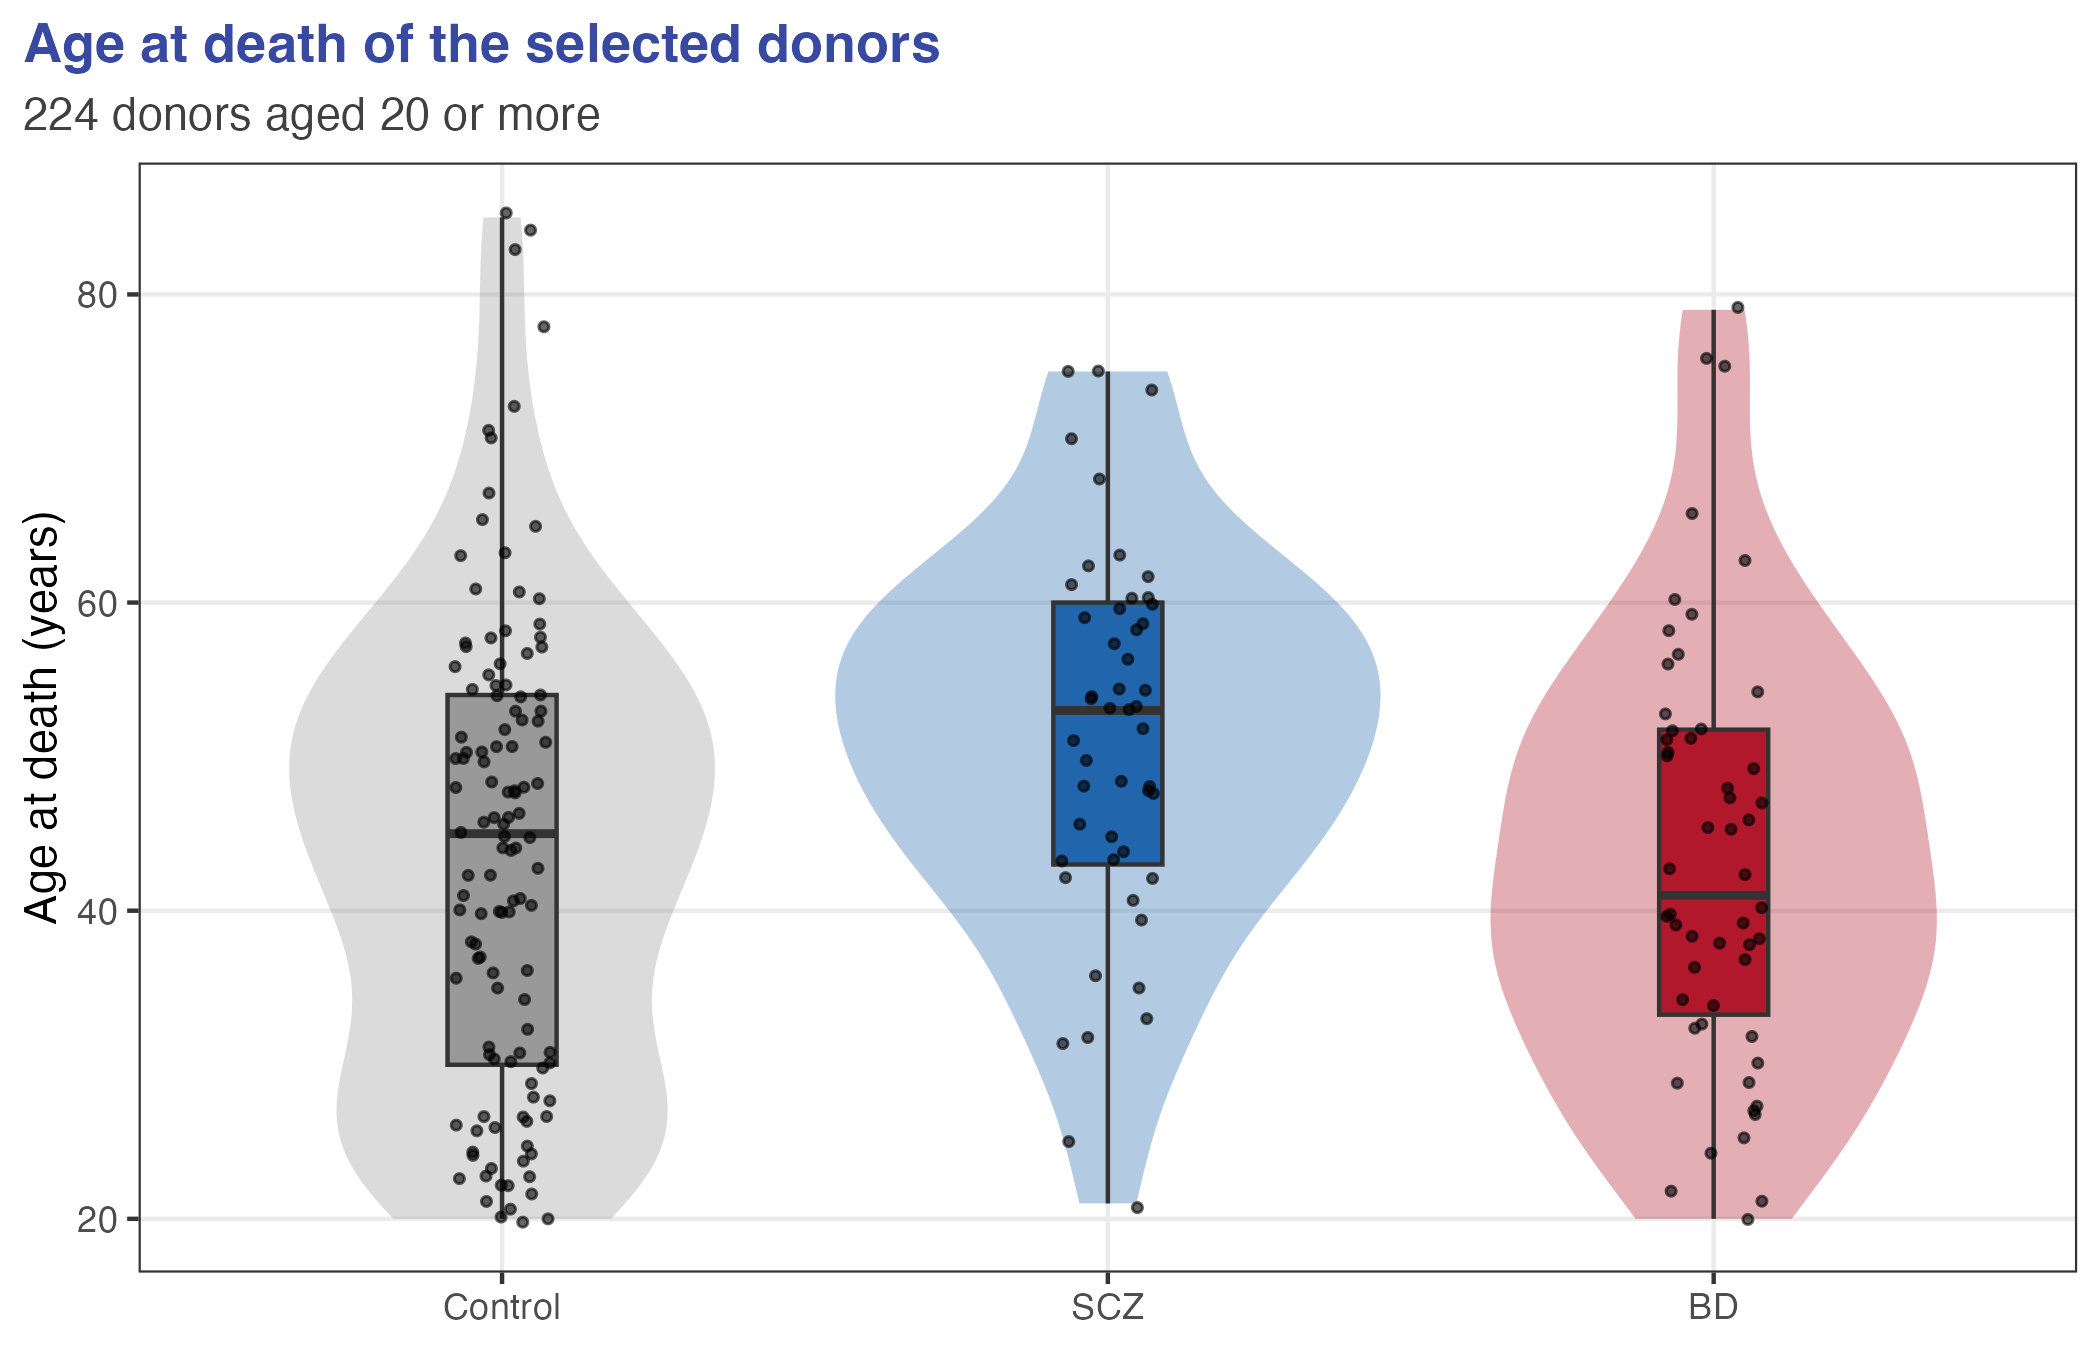 Age at death of the selected donors
224 donors aged 20 or more
Age at death (years)
80
60
40
20
Control
SCZ
BD